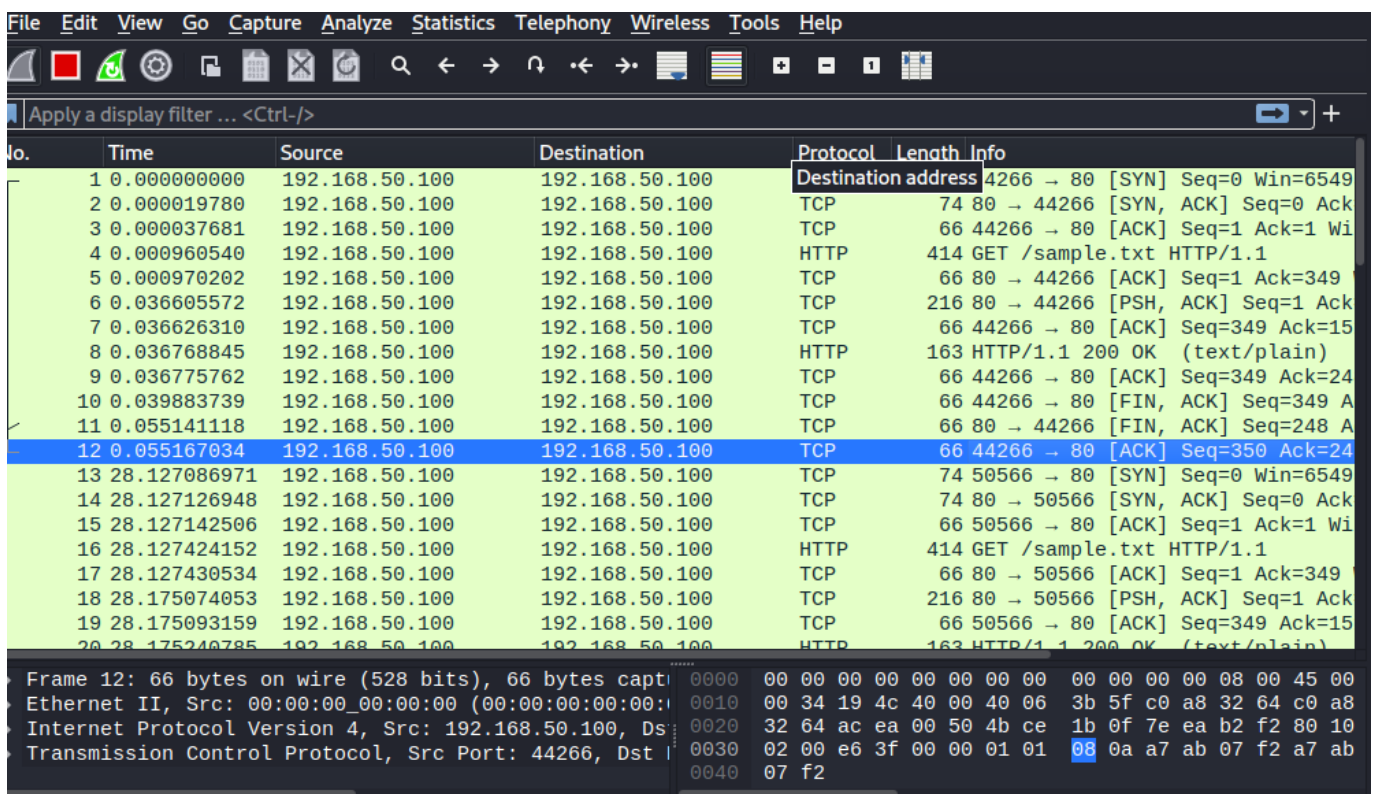 File Edit View Go Capture Analyze Statistics Telephony Wireless Tools Help
Apply a display filter ... <Ctrl-/>
No. Time Source Destination Protocol Length Info
Destination address
1 0.000000000 192.168.50.100 192.168.50.100 4266 → 80 [SYN] Seq=0 Win=6549
2 0.000019780 192.168.50.100 192.168.50.100 TCP 74 80 → 44266 [SYN, ACK] Seq=0 Ack
3 0.000037681 192.168.50.100 192.168.50.100 TCP 66 44266 → 80 [ACK] Seq=1 Ack=1 Wi
4 0.000960540 192.168.50.100 192.168.50.100 HTTP 414 GET /sample.txt HTTP/1.1
5 0.000970202 192.168.50.100 192.168.50.100 TCP 66 80 → 44266 [ACK] Seq=1 Ack=349
6 0.036605572 192.168.50.100 192.168.50.100 TCP 216 80 → 44266 [PSH, ACK] Seq=1 Ack
7 0.036626310 192.168.50.100 192.168.50.100 TCP 66 44266 → 80 [ACK] Seq=349 Ack=15
8 0.036768845 192.168.50.100 192.168.50.100 HTTP 163 HTTP/1.1 200 OK (text/plain)
9 0.036775762 192.168.50.100 192.168.50.100 TCP 66 44266 → 80 [ACK] Seq=349 Ack=24
10 0.039883739 192.168.50.100 192.168.50.100 TCP 66 44266 → 80 [FIN, ACK] Seq=349 A
11 0.055141118 192.168.50.100 192.168.50.100 TCP 66 80 → 44266 [FIN, ACK] Seq=248 A
12 0.055167034 192.168.50.100 192.168.50.100 TCP 66 44266 → 80 [ACK] Seq=350 Ack=24
13 28.127086971 192.168.50.100 192.168.50.100 TCP 74 50566 → 80 [SYN] Seq=0 Win=6549
14 28.127126948 192.168.50.100 192.168.50.100 TCP 74 80 → 50566 [SYN, ACK] Seq=0 Ack
15 28.127142506 192.168.50.100 192.168.50.100 TCP 66 50566 → 80 [ACK] Seq=1 Ack=1 Wi
16 28.127424152 192.168.50.100 192.168.50.100 HTTP 414 GET /sample.txt HTTP/1.1
17 28.127430534 192.168.50.100 192.168.50.100 TCP 66 80 → 50566 [ACK] Seq=1 Ack=349
18 28.175074053 192.168.50.100 192.168.50.100 TCP 216 80 → 50566 [PSH, ACK] Seq=1 Ack
19 28.175093159 192.168.50.100 192.168.50.100 TCP 66 50566 → 80 [ACK] Seq=349 Ack=15
20 28.175240785 192.168.50.100 192.168.50.100 HTTP 163 HTTP/1.1 200 OK (text/plain)
Frame 12: 66 bytes on wire (528 bits), 66 bytes capt
Ethernet II, Src: 00:00:00_00:00:00 (00:00:00:00:00:
Internet Protocol Version 4, Src: 192.168.50.100, Ds
Transmission Control Protocol, Src Port: 44266, Dst
0000 00 00 00 00 00 00 00 00 00 00 00 00 08 00 45 00
0010 00 34 19 4c 40 00 40 06 3b 5f c0 a8 32 64 c0 a8
0020 32 64 ac ea 00 50 4b ce 1b 0f 7e ea b2 f2 80 10
0030 02 00 e6 3f 00 00 01 01 08 0a a7 ab 07 f2 a7 ab
0040 07 f2